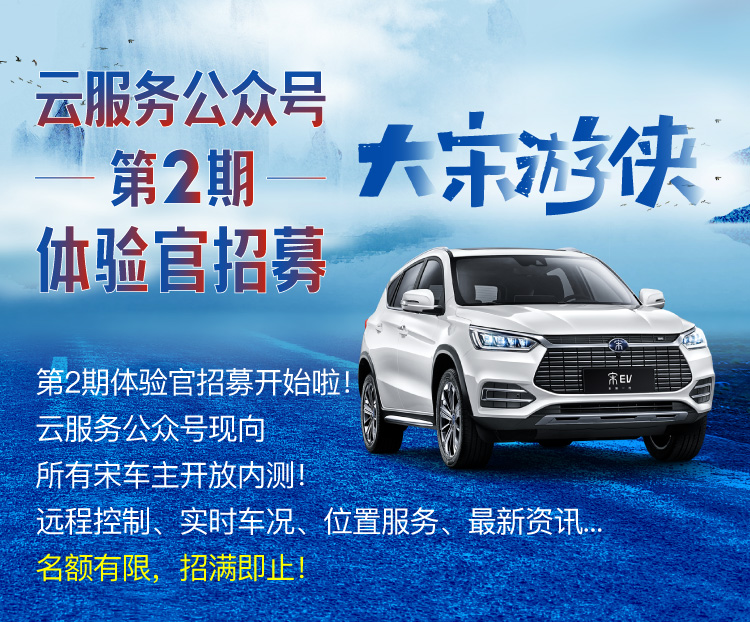 云服务公众号
第2期
体验官招募
大宋游侠
宋EV
第2期体验官招募开始啦！
云服务公众号现向
所有宋车主开放内测！
远程控制、实时车况、位置服务、最新资讯...
名额有限，招满即止！